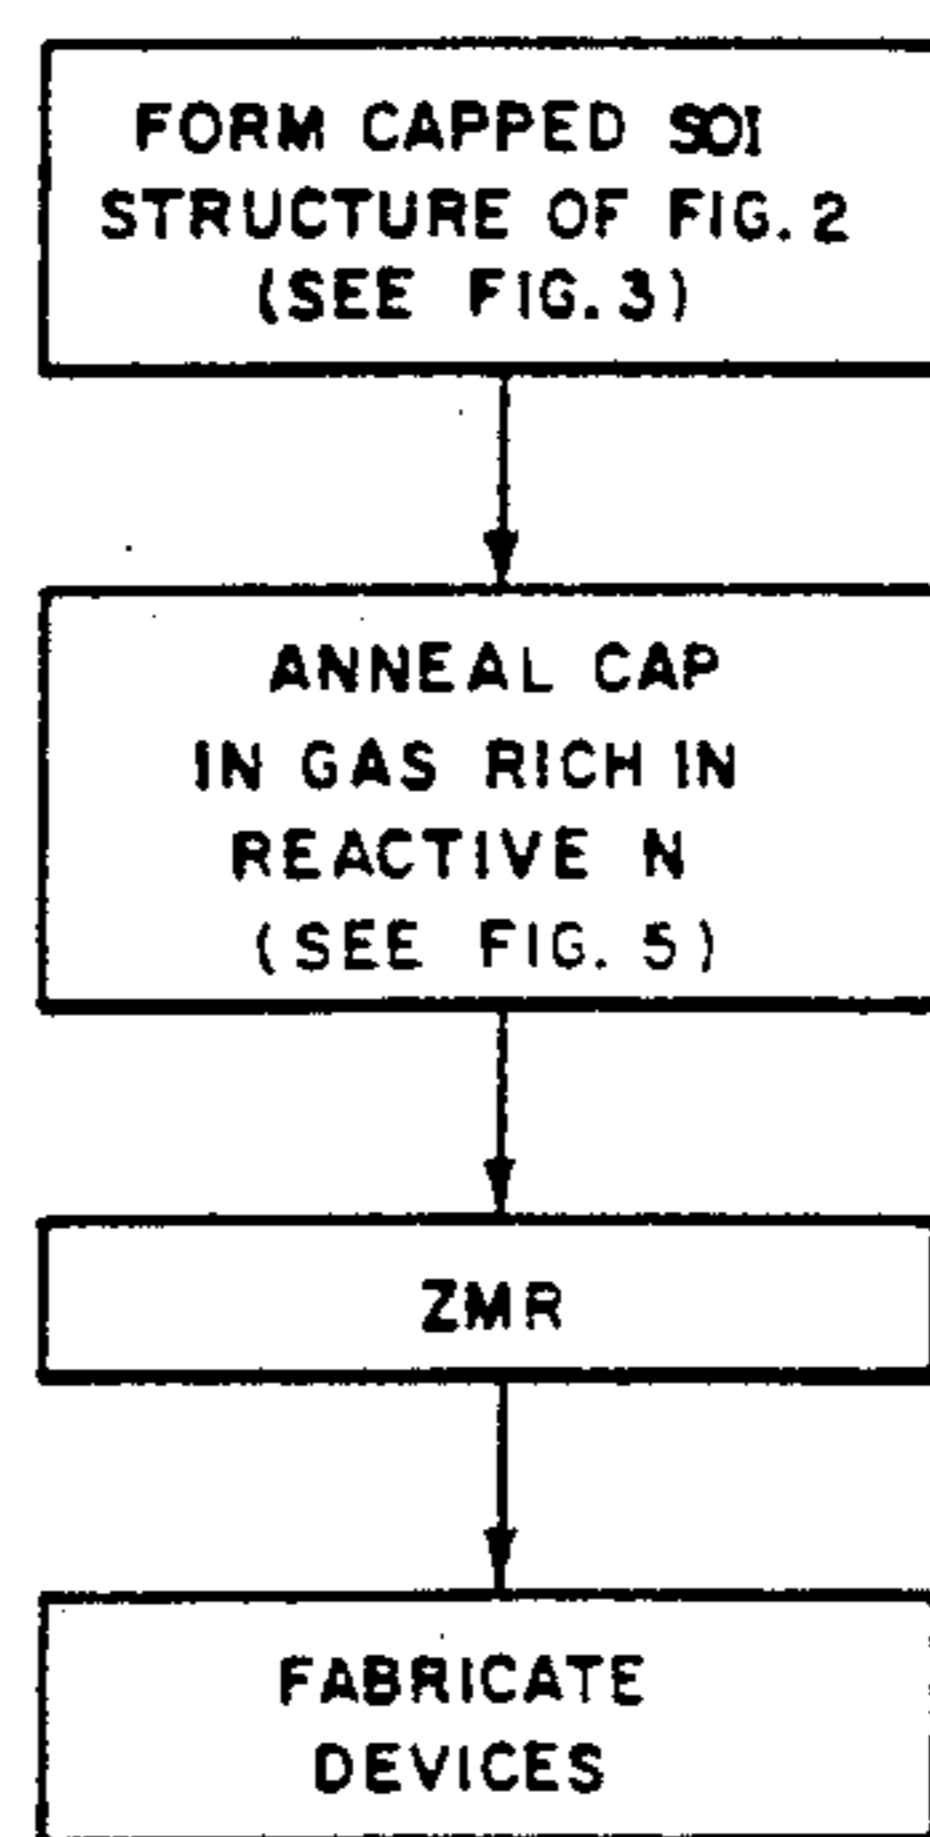 FORM CAPPED SOI
STRUCTURE OF FIG. 2
(SEE FIG. 3)
ANNEAL CAP
IN GAS RICH IN
REACTIVE N
(SEE FIG. 5)
ZMR
FABRICATE
DEVICES